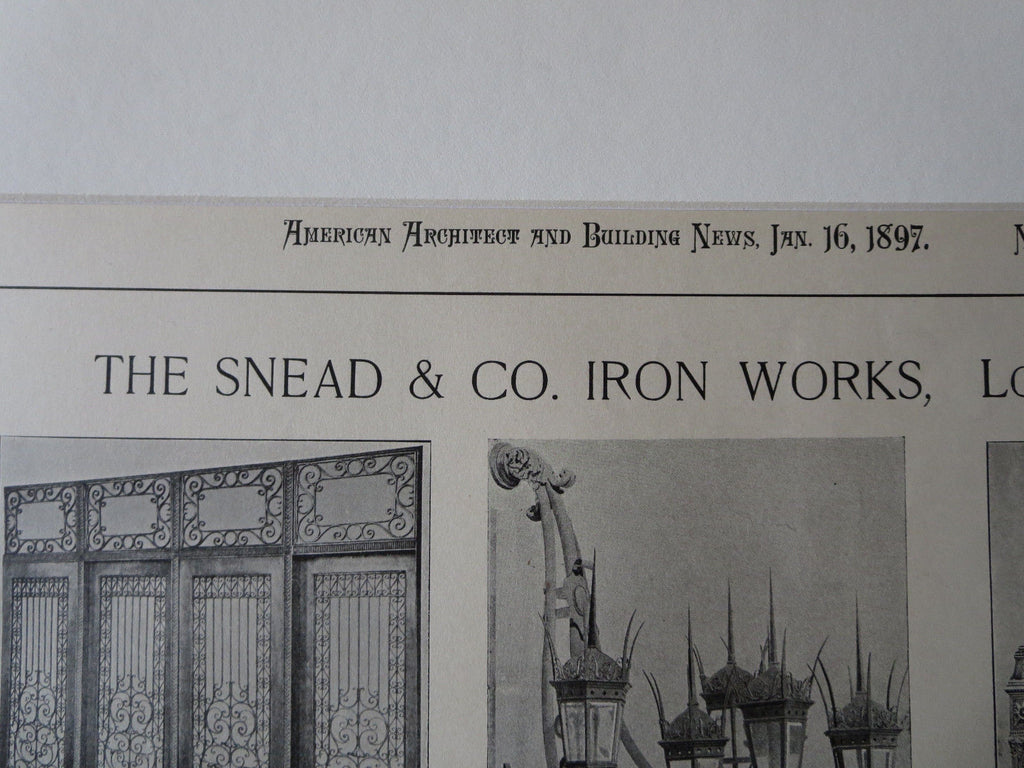 American Architect and Building News, Jan. 16, 1897.
THE SNEAD & CO. IRON WORKS,